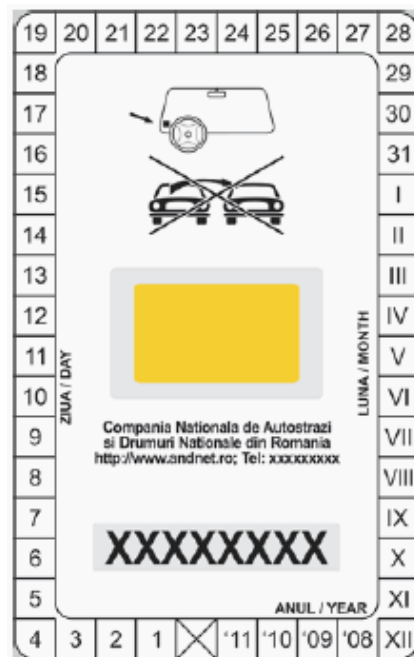 19 20 21 22 23 24 25 26 27 28
18 29
17 30
16 31
15 I
14 II
13 III
12 IV
11 V
10 VI
9 VII
8 VIII
7 IX
6 X
5 XI
4 3 2 1 '11 '10 '09 '08 XII
ZIUA / DAY
LUNA / MONTH
Compania Nationala de Autostrazi
si Drumuri Nationale din Romania
http://www.andnet.ro; Tel: xxxxxxxxx
XXXXXXXX
ANUL / YEAR